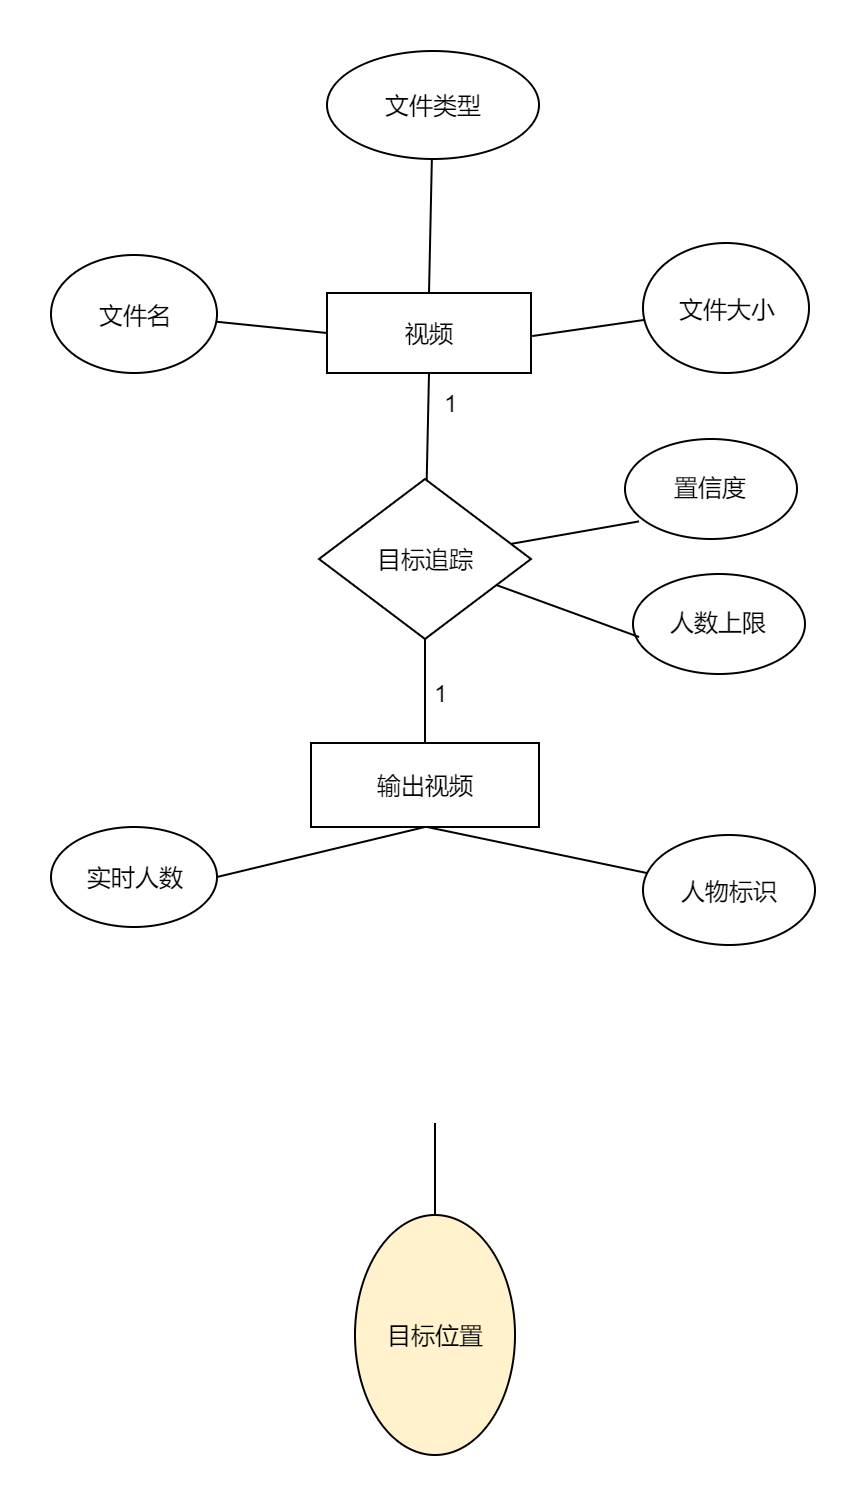 文件类型
文件名
视频
文件大小
1
置信度
目标追踪
人数上限
1
输出视频
实时人数
人物标识
目标位置